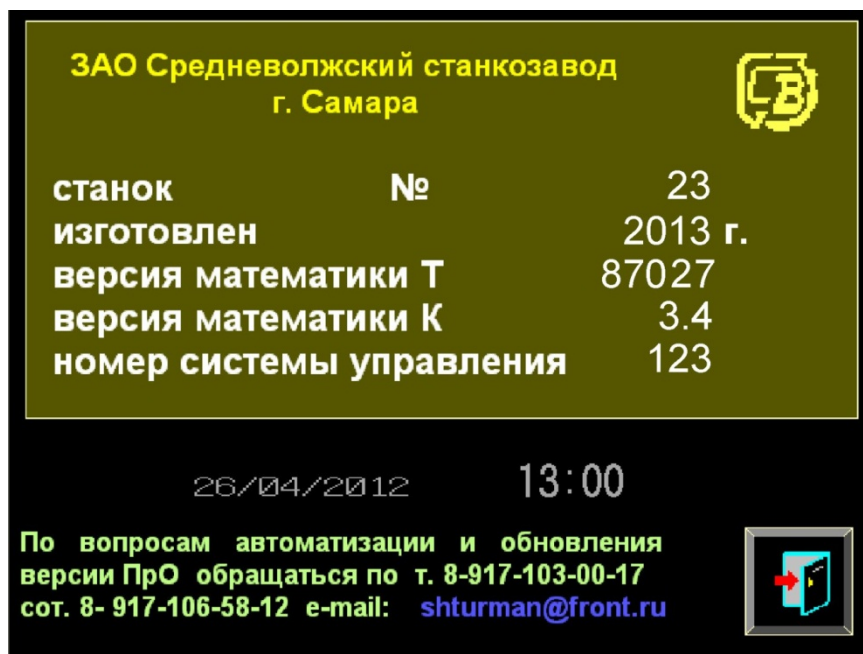 ЗАО Средневолжский станкозавод
г. Самара
СВ
станок № 23
изготовлен 2013 г.
версия математики Т 87027
версия математики К 3.4
номер системы управления 123
26/04/2012 13:00
По вопросам автоматизации и обновления
версии ПрО обращаться по т. 8-917-103-00-17
сот. 8- 917-106-58-12 e-mail: shturman@front.ru